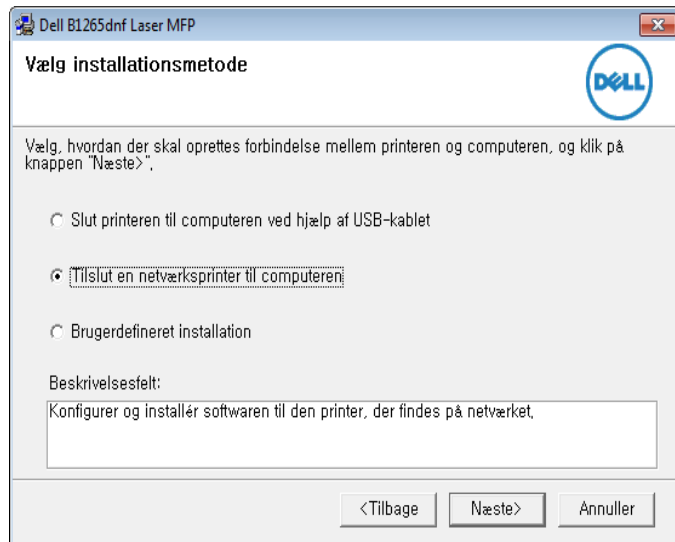 Dell B1265dnf Laser MFP
Vælg installationsmetode
DELL
Vælg, hvordan der skal oprettes forbindelse mellem printeren og computeren, og klik på
knappen "Næste>",
Slut printeren til computeren ved hjælp af USB-kablet
Tilslut en netværksprinter til computeren
Brugerdefineret installation
Beskrivelsesfelt:
Konfigurer og installér softwaren til den printer, der findes på netværket,
<Tilbage
Næste>
Annuller